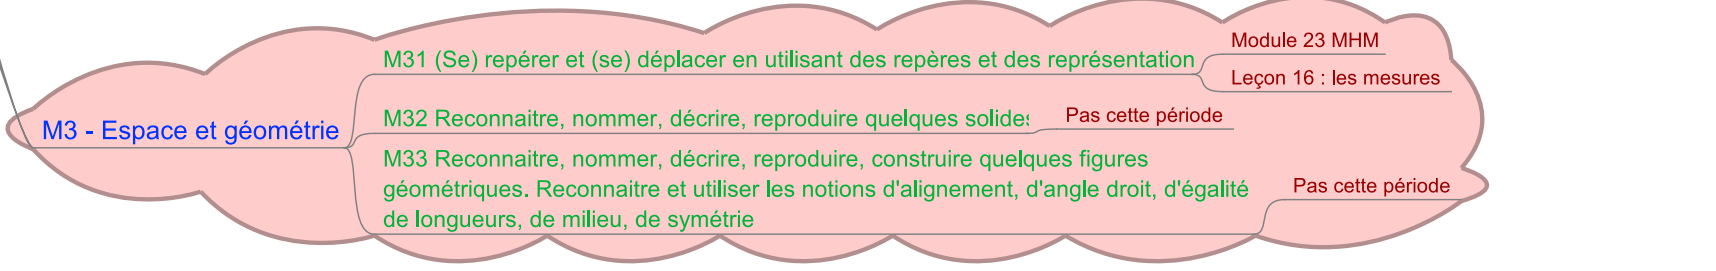 M3 - Espace et géométrie
M31 (Se) repérer et (se) déplacer en utilisant des repères et des représentation
Module 23 MHM
Leçon 16 : les mesures
M32 Reconnaitre, nommer, décrire, reproduire quelques solides
Pas cette période
M33 Reconnaitre, nommer, décrire, reproduire, construire quelques figures
géométriques. Reconnaitre et utiliser les notions d'alignement, d'angle droit, d'égalité
de longueurs, de milieu, de symétrie
Pas cette période